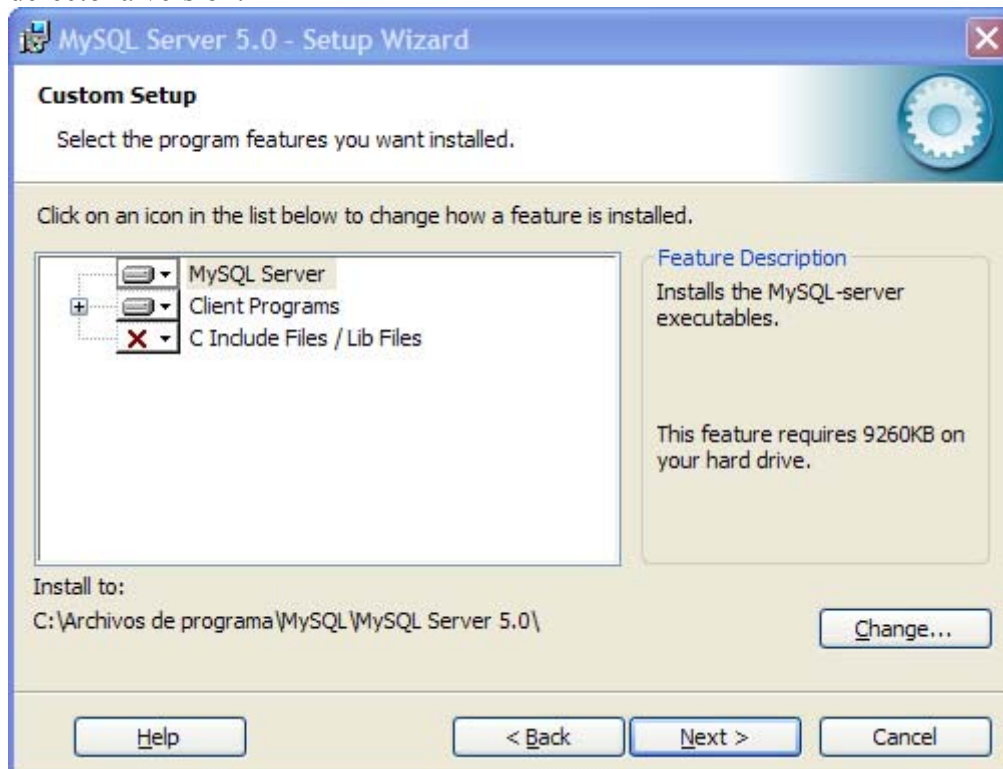 MySQL Server 5.0 - Setup Wizard
Custom Setup
Select the program features you want installed.
Click on an icon in the list below to change how a feature is installed.
MySQL Server
Client Programs
C Include Files / Lib Files
Feature Description
Installs the MySQL-server
executables.
This feature requires 9260KB on
your hard drive.
Install to:
C:\Archivos de programa\MySQL\MySQL Server 5.0\
Change...
Help
< Back
Next >
Cancel